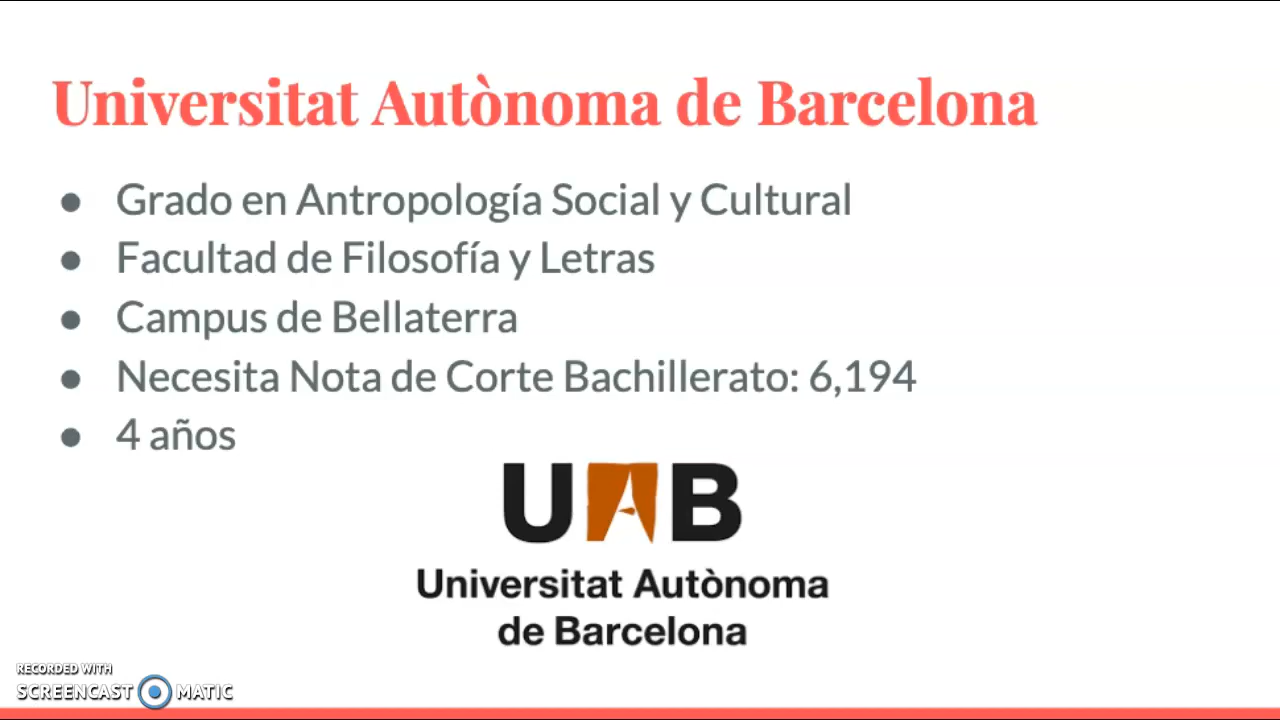 Universitat Autònoma de Barcelona
● Grado en Antropología Social y Cultural
● Facultad de Filosofía y Letras
● Campus de Bellaterra
● Necesita Nota de Corte Bachillerato: 6,194
● 4 años
UAB
Universitat Autònoma
de Barcelona
RECORDED WITH
SCREENCAST MATIC